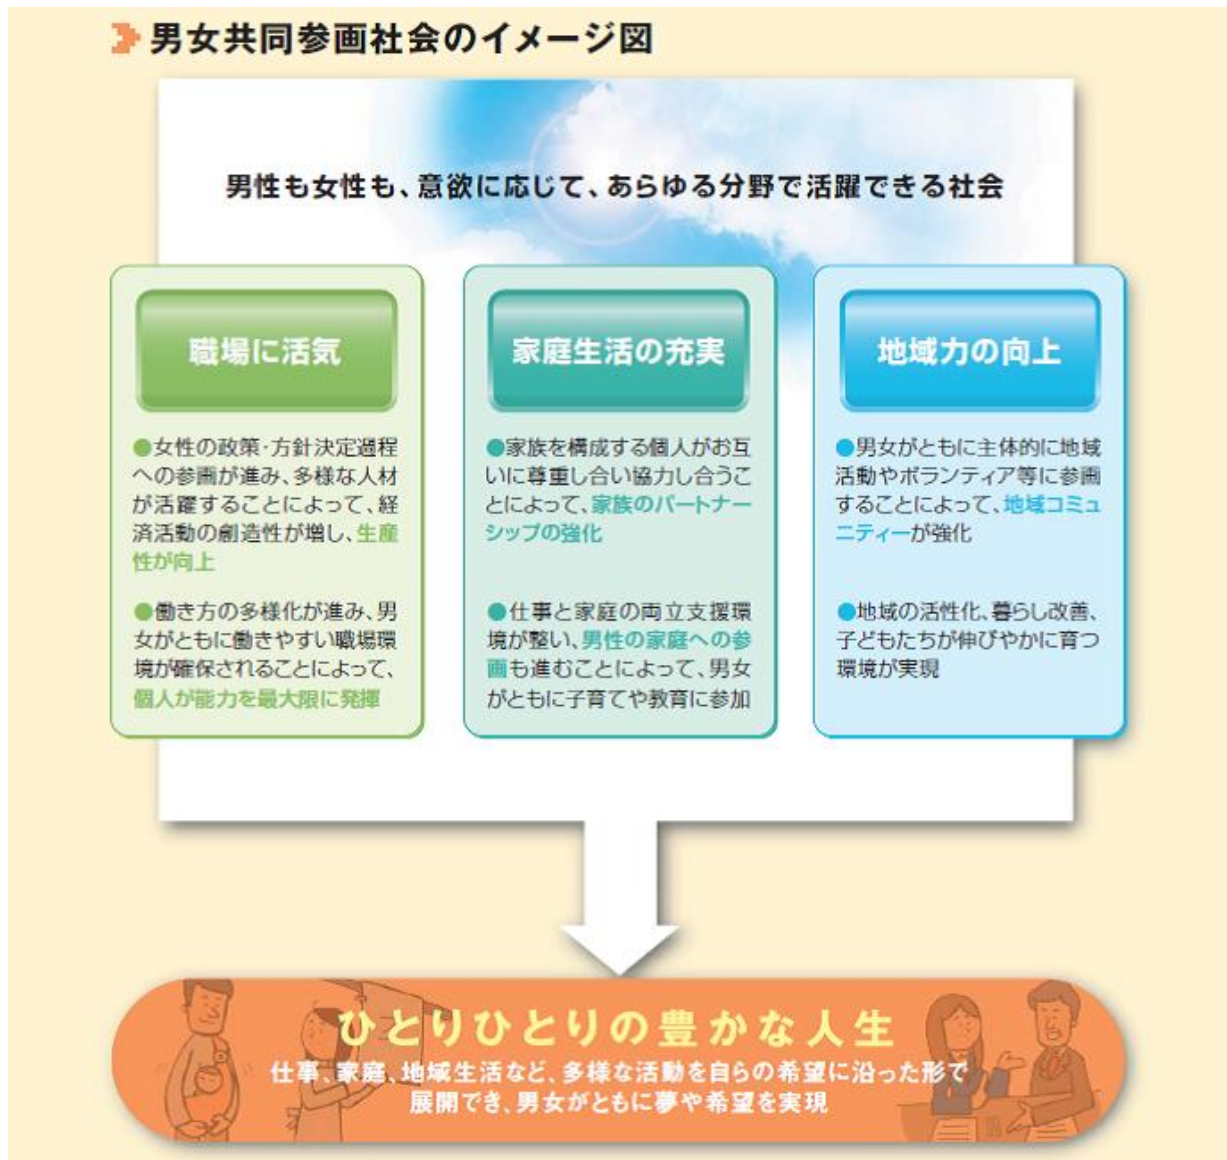 男女共同参画社会のイメージ図
男性も女性も、意欲に応じて、あらゆる分野で活躍できる社会
職場に活気
●女性の政策・方針決定過程
への参画が進み、多様な人材
が活躍することによって、経
済活動の創造性が増し、生産
性が向上
●働き方の多様化が進み、男
女がともに働きやすい職場環
境が確保されることによって、
個人が能力を最大限に発揮
家庭生活の充実
●家族を構成する個人がお互
いに尊重し合い協力し合うこ
とによって、家族のパートナー
シップの強化
●仕事と家庭の両立支援環
境が整い、男性の家庭への参
画も進むことによって、男女
がともに子育てや教育に参加
地域力の向上
●男女がともに主体的に地域
活動やボランティア等に参画
することによって、地域コミュ
ニティーが強化
●地域の活性化、暮らし改善、
子どもたちが伸びやかに育つ
環境が実現
ひとりひとりの豊かな人生
仕事、家庭、地域生活など、多様な活動を自らの希望に沿った形で
展開でき、男女がともに夢や希望を実現